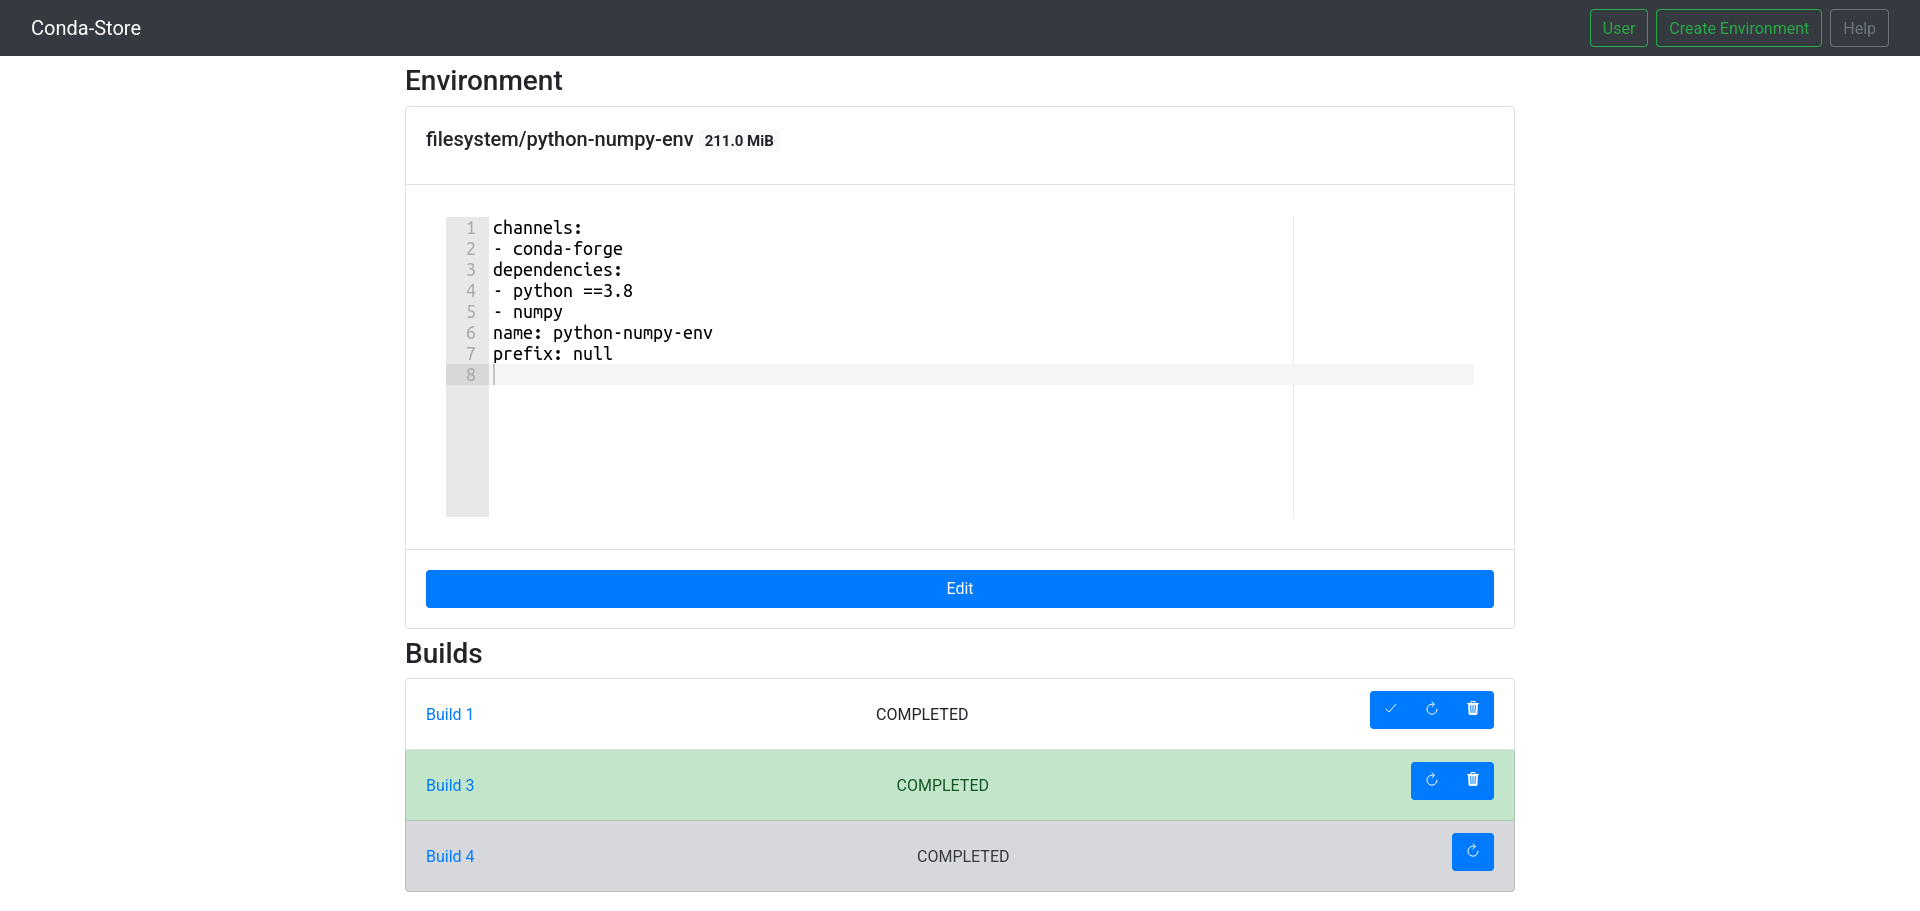 Conda-Store
User
Create Environment
Help
Environment
filesystem/python-numpy-env 211.0 MiB
1 channels:
2 - conda-forge
3 dependencies:
4 - python ==3.8
5 - numpy
6 name: python-numpy-env
7 prefix: null
8
Edit
Builds
Build 1 COMPLETED
Build 3 COMPLETED
Build 4 COMPLETED